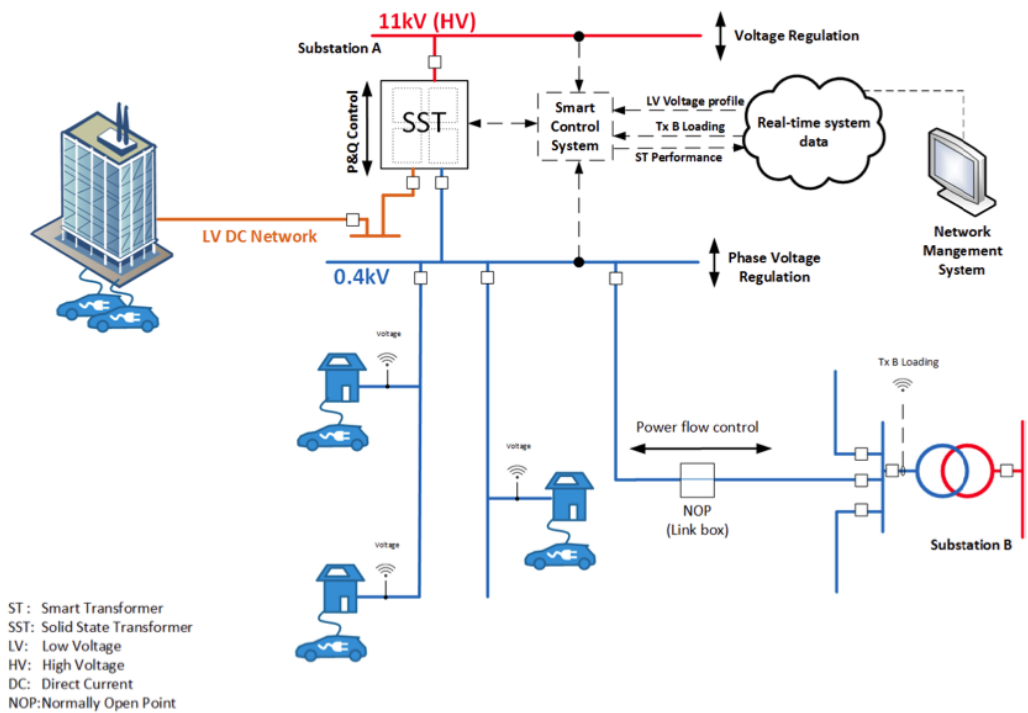 11kV (HV)
Substation A
Voltage Regulation
P&Q Control
SST
Smart
Control
System
LV Voltage profile
Tx B Loading
ST Performance
Real-time system
data
Network
Mangement
System
LV DC Network
0.4kV
Phase Voltage
Regulation
Voltage
Voltage
Voltage
Tx B Loading
Power flow control
NOP
(Link box)
Substation B
ST : Smart Transformer
SST: Solid State Transformer
LV: Low Voltage
HV: High Voltage
DC: Direct Current
NOP:Normally Open Point